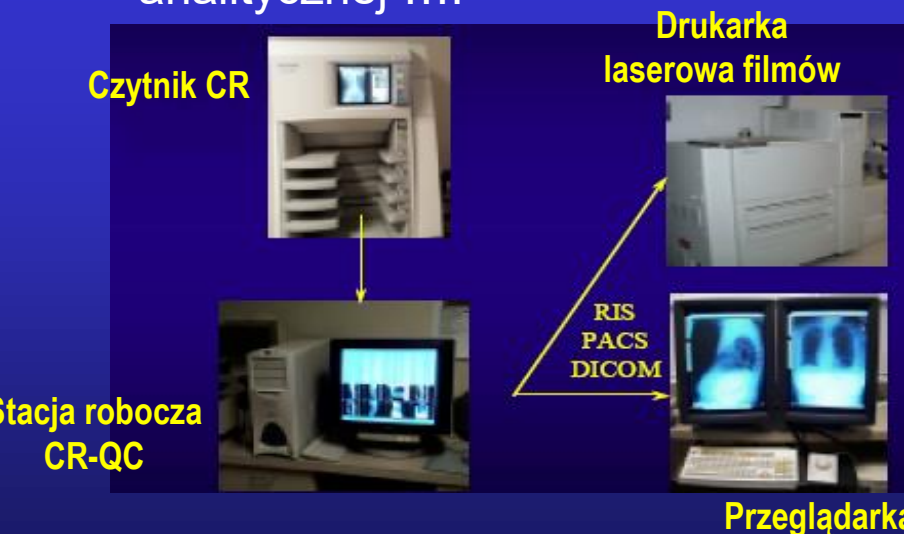 Drukarka
laserowa filmów
Czytnik CR
RIS
PACS
DICOM
Stacja robocza
CR-QC
Przeglądarka